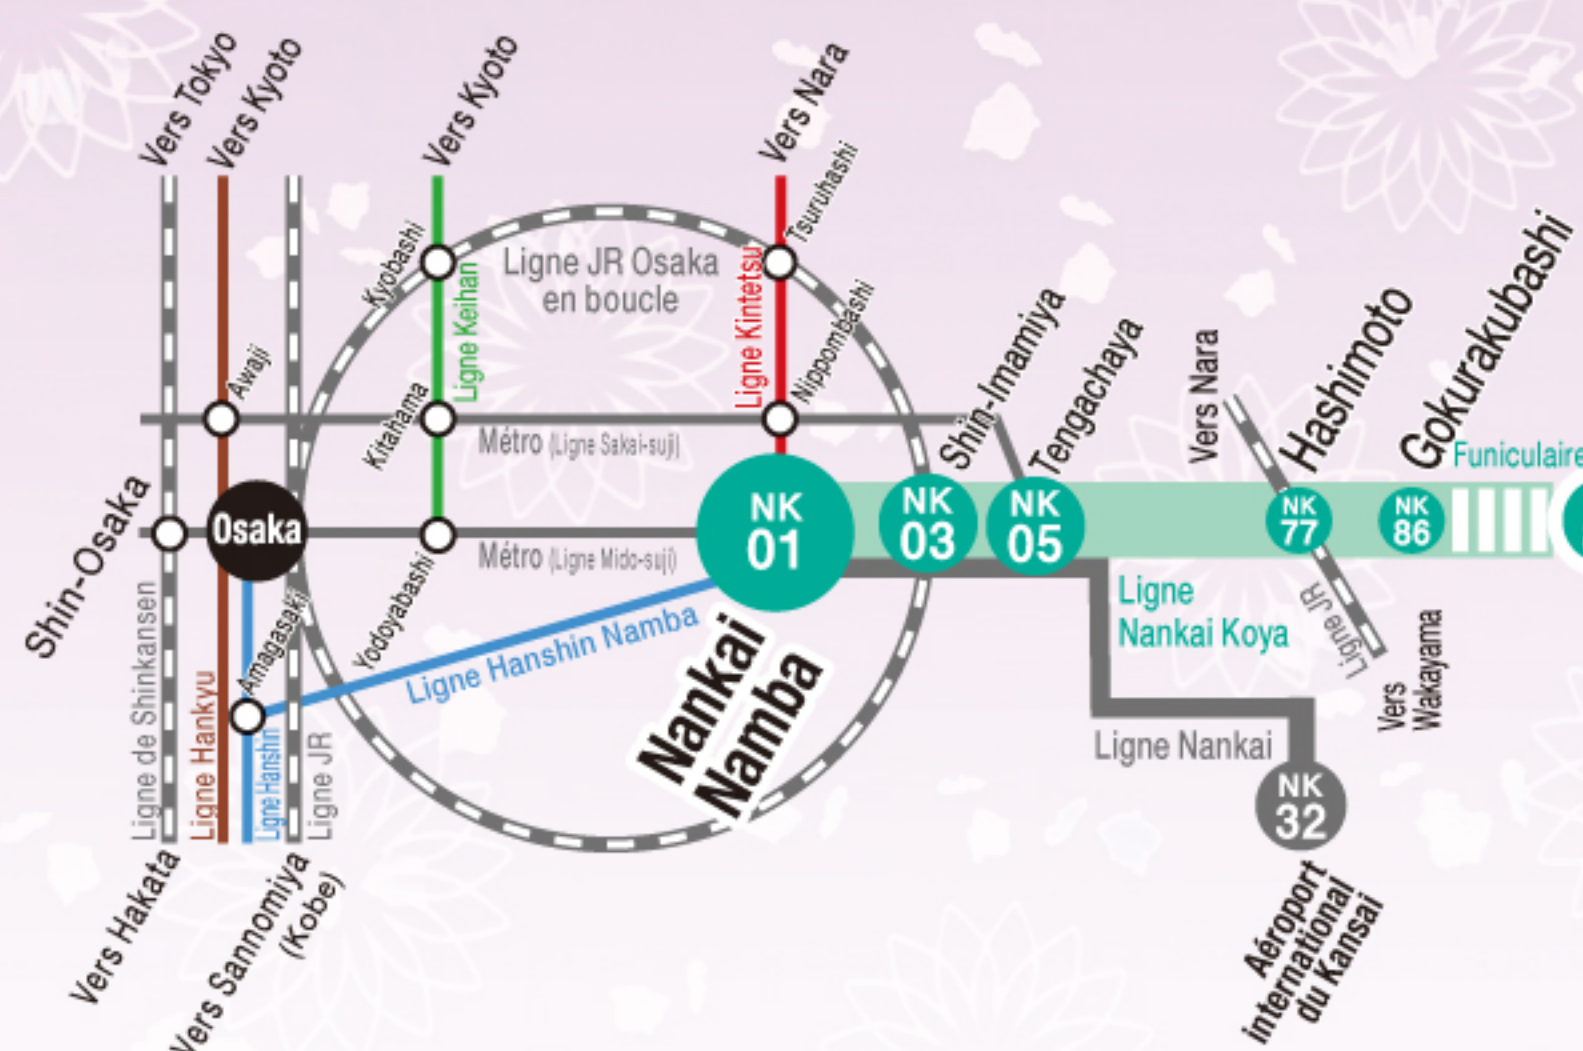 Vers Tokyo
Vers Kyoto
Vers Kyoto
Vers Nara
Tsuruhashi
Kyobashi
Ligne Keihan
Ligne JR Osaka
en boucle
Ligne Kintetsu
Nippombashi
Awaji
Kitahama
Métro (Ligne Sakai-suji)
Shin-Imamiya
Tengachaya
Vers Nara
Hashimoto
Gokurakubashi
Funiculaire
Shin-Osaka
Osaka
Métro (Ligne Mido-suji)
NK
01
NK
03
NK
05
NK
77
NK
86
Yodoyabashi
Amagasaki
Ligne Hanshin Namba
Nankai
Namba
Ligne
Nankai Koya
Ligne JR
Vers
Wakayama
Ligne de Shinkansen
Ligne Hankyu
Ligne Hanshin
Ligne JR
Ligne Nankai
NK
32
Vers Hakata
Vers Sannomiya
(Kobe)
Aéroport
international
du Kansai